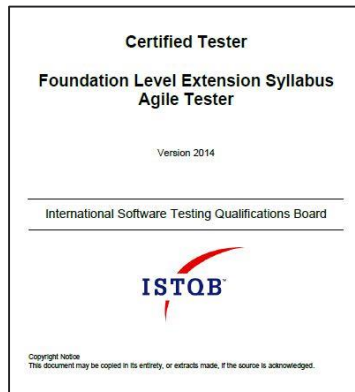 Certified Tester
Foundation Level Extension Syllabus
Agile Tester
Version 2014
International Software Testing Qualifications Board
ISTQB
Copyright Notice
This document may be copied in its entirety, or extracts made, if the source is acknowledged.